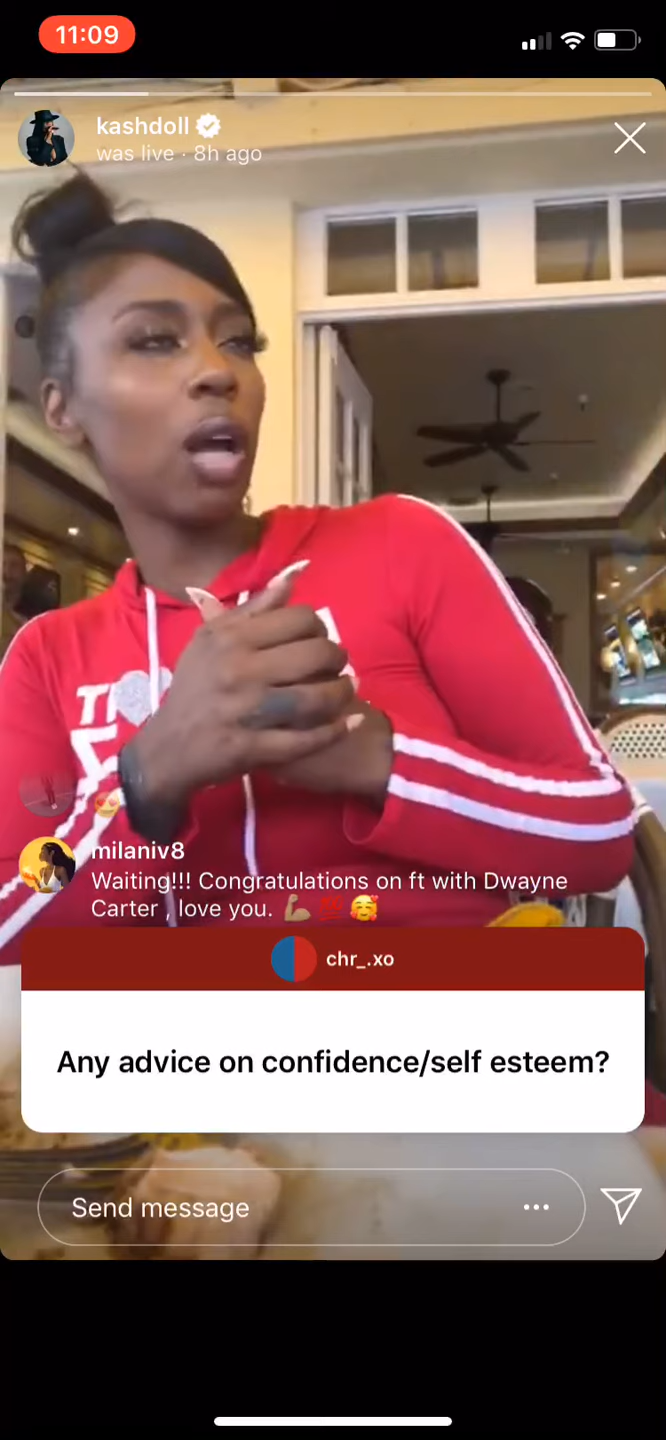 11:09
kashdoll
was live · 8h ago
milaniv8
Waiting!!! Congratulations on ft with Dwayne
Carter , love you. 💪🏽 💯 🥰
chr_.xo
Any advice on confidence/self esteem?
Send message